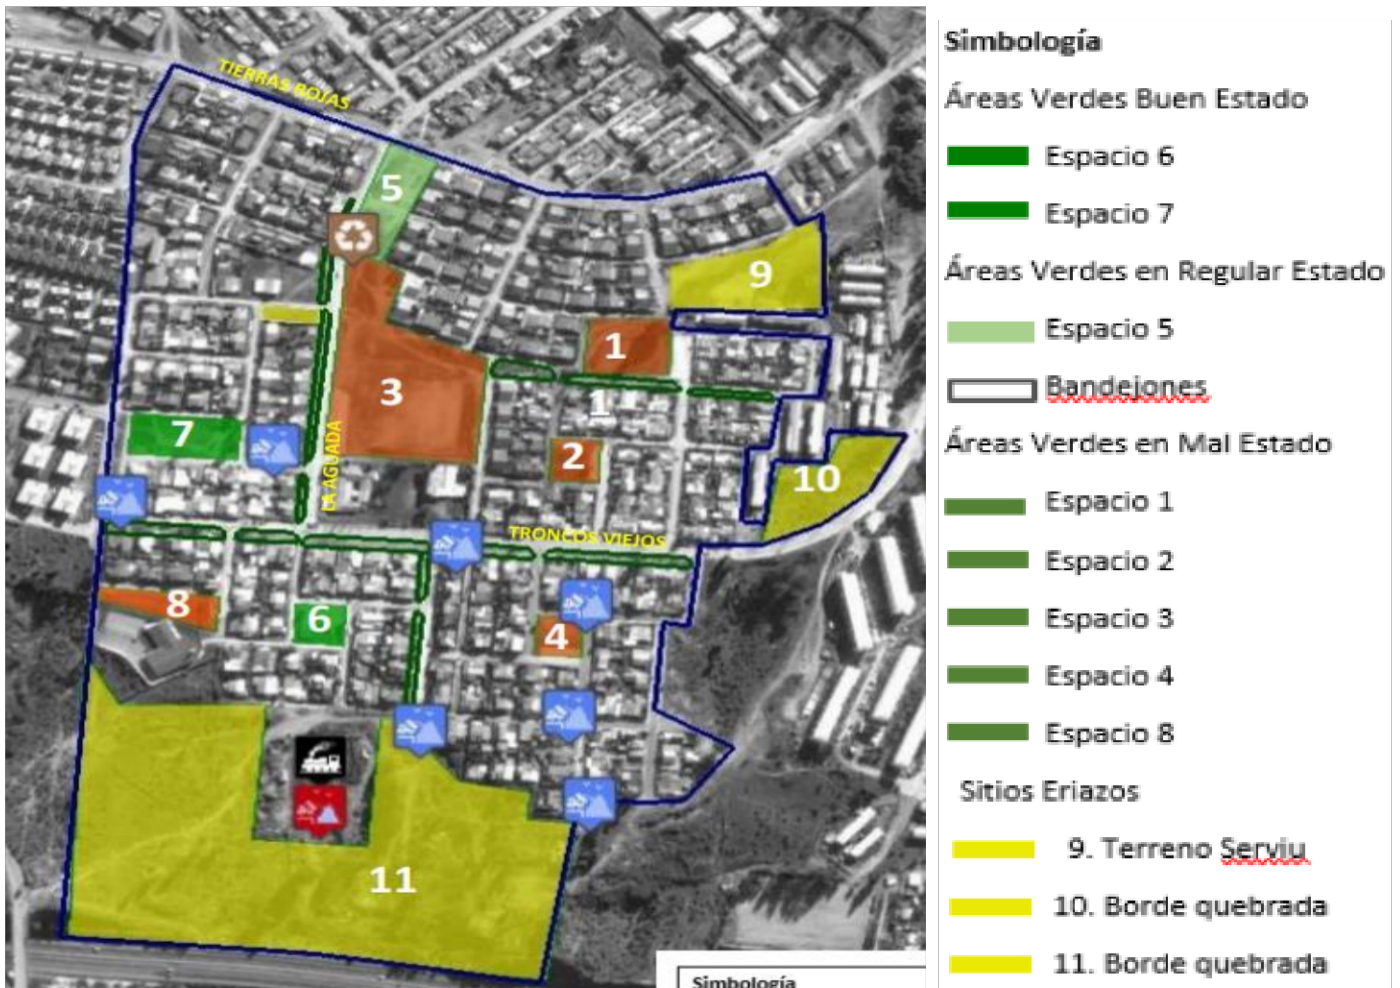 TIERRAS ROJAS
5
9
1
3
1
7
2
10
LA AGUADA
TRONCOS VIEJOS
8
6
4
11
Simbología
Simbología
Áreas Verdes Buen Estado
Espacio 6
Espacio 7
Áreas Verdes en Regular Estado
Espacio 5
Bandejones
Áreas Verdes en Mal Estado
Espacio 1
Espacio 2
Espacio 3
Espacio 4
Espacio 8
Sitios Eriazos
9. Terreno Serviu
10. Borde quebrada
11. Borde quebrada